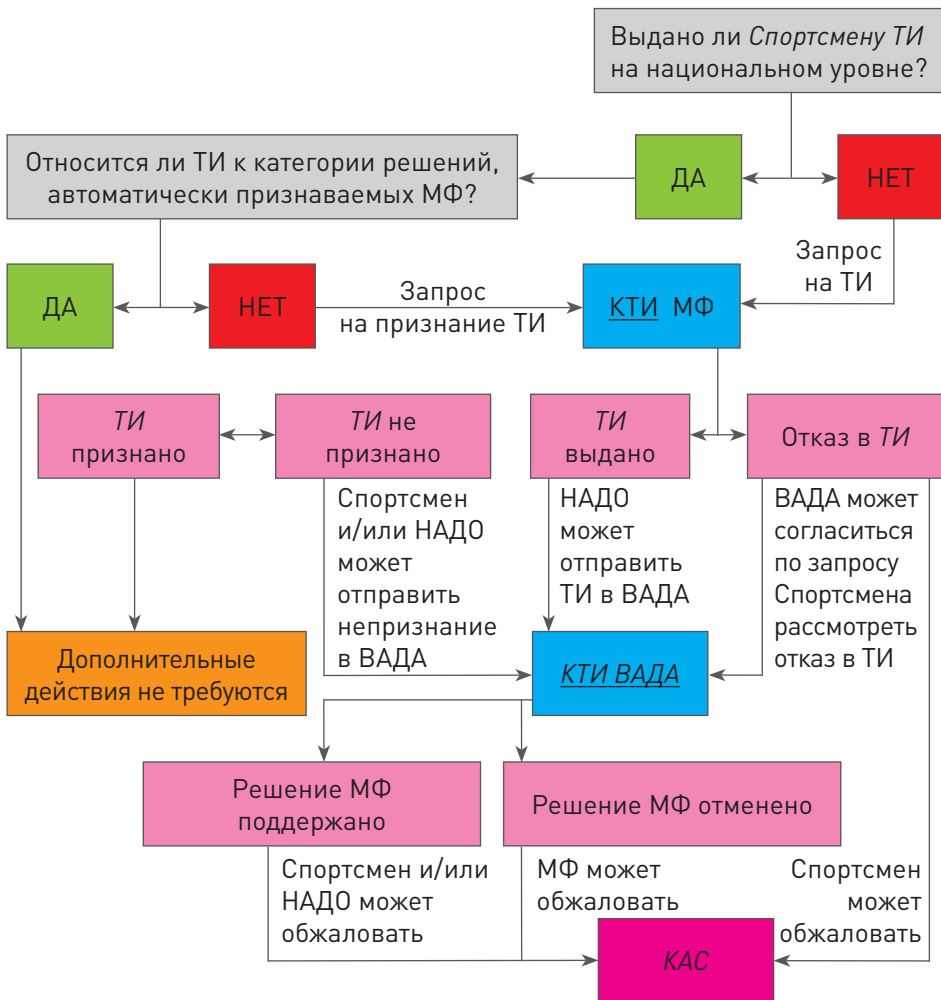 Выдано ли Спортсмену ТИ
на национальном уровне?
Относится ли ТИ к категории решений,
автоматически признаваемых МФ?
ДА
НЕТ
Запрос
на ТИ
ДА
НЕТ
Запрос
на признание ТИ
КТИ МФ
ТИ
признано
ТИ не
признано
ТИ
выдано
Отказ в ТИ
Спортсмен
и/или НАДО
может
отправить
непризнание
в ВАДА
НАДО
может
отправить
ТИ в ВАДА
ВАДА может
согласиться
по запросу
Спортсмена
рассмотреть
отказ в ТИ
Дополнительные
действия не требуются
КТИ ВАДА
Решение МФ
поддержано
Решение МФ отменено
Спортсмен и/или
НАДО может
обжаловать
МФ может
обжаловать
Спортсмен
может
обжаловать
КАС